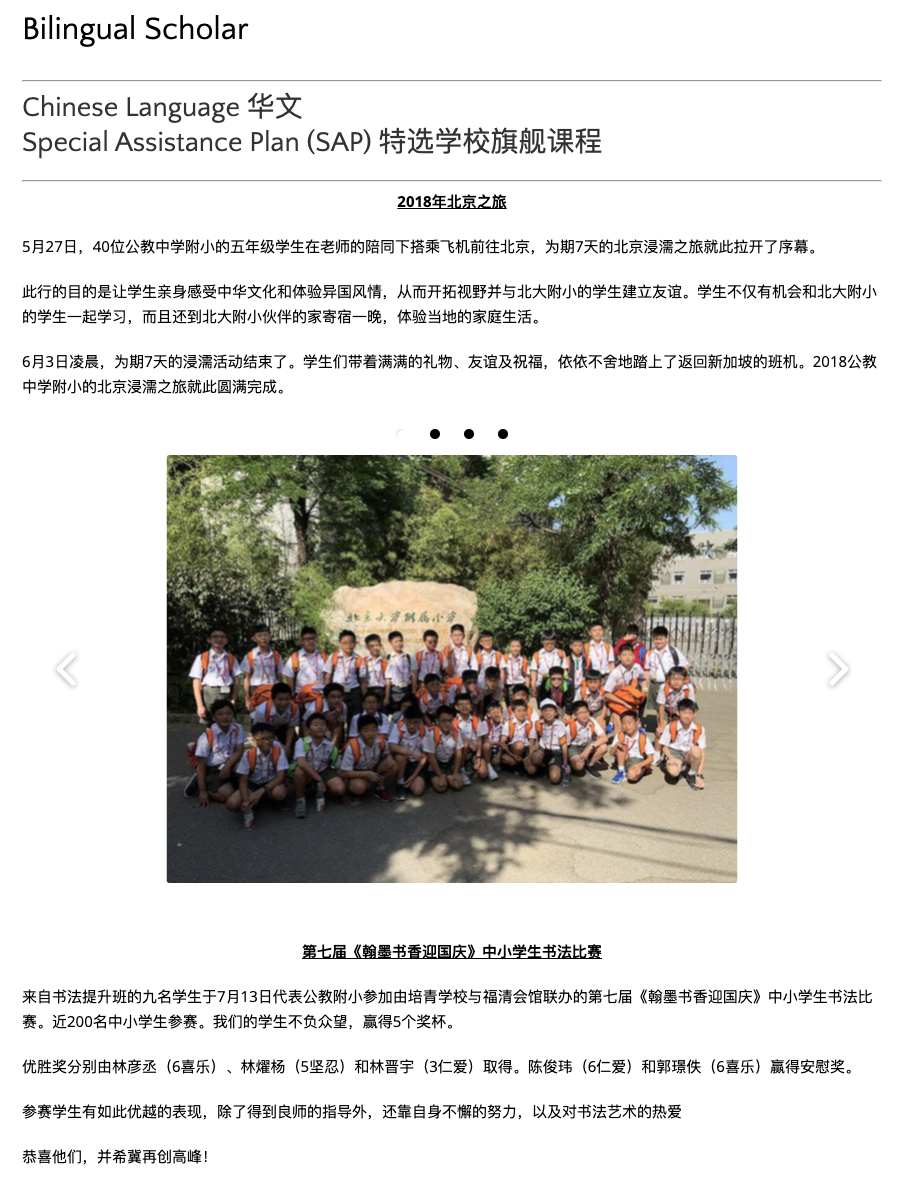 Bilingual Scholar
Chinese Language 华文
Special Assistance Plan (SAP) 特选学校旗舰课程
2018年北京之旅
5月27日，40位公教中学附小的五年级学生在老师的陪同下搭乘飞机前往北京，为期7天的北京浸濡之旅就此拉开了序幕。
此行的目的是让学生亲身感受中华文化和体验异国风情，从而开拓视野并与北大附小的学生建立友谊。学生不仅有机会和北大附小
的学生一起学习，而且还到北大附小伙伴的家寄宿一晚，体验当地的家庭生活。
6月3日凌晨，为期7天的浸濡活动结束了。学生们带着满满的礼物、友谊及祝福，依依不舍地踏上了返回新加坡的班机。2018公教
中学附小的北京浸濡之旅就此圆满完成。
北京大学附属小学
第七届《翰墨书香迎国庆》中小学生书法比赛
来自书法提升班的九名学生于7月13日代表公教附小参加由培青学校与福清会馆联办的第七届《翰墨书香迎国庆》中小学生书法比
赛。近200名中小学生参赛。我们的学生不负众望，赢得5个奖杯。
优胜奖分别由林彦丞（6喜乐）、林燿杨（5坚忍）和林晋宇（3仁爱）取得。陈俊玮（6仁爱）和郭璟佚（6喜乐）赢得安慰奖。
参赛学生有如此优越的表现，除了得到良师的指导外，还靠自身不懈的努力，以及对书法艺术的热爱
恭喜他们，并希冀再创高峰！